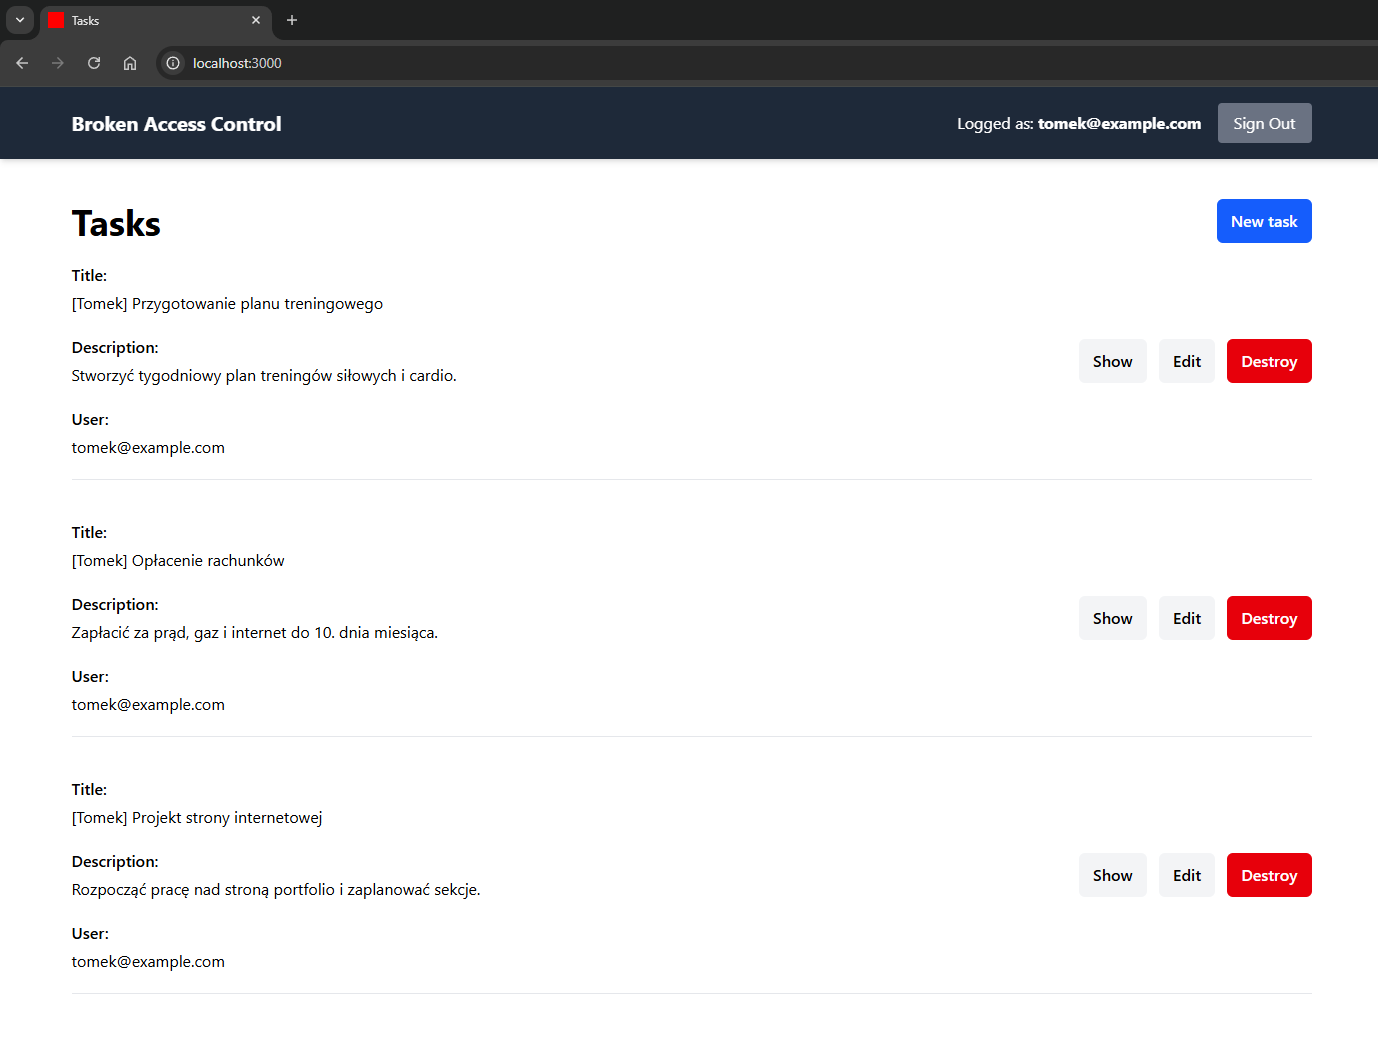 Tasks
localhost:3000
Broken Access Control
Logged as: tomek@example.com
Sign Out
Tasks
New task
Title:
[Tomek] Przygotowanie planu treningowego
Description:
Stworzyć tygodniowy plan treningów siłowych i cardio.
Show
Edit
Destroy
User:
tomek@example.com
Title:
[Tomek] Opłacenie rachunków
Description:
Zapłacić za prąd, gaz i internet do 10. dnia miesiąca.
Show
Edit
Destroy
User:
tomek@example.com
Title:
[Tomek] Projekt strony internetowej
Description:
Rozpocząć pracę nad stroną portfolio i zaplanować sekcje.
Show
Edit
Destroy
User:
tomek@example.com